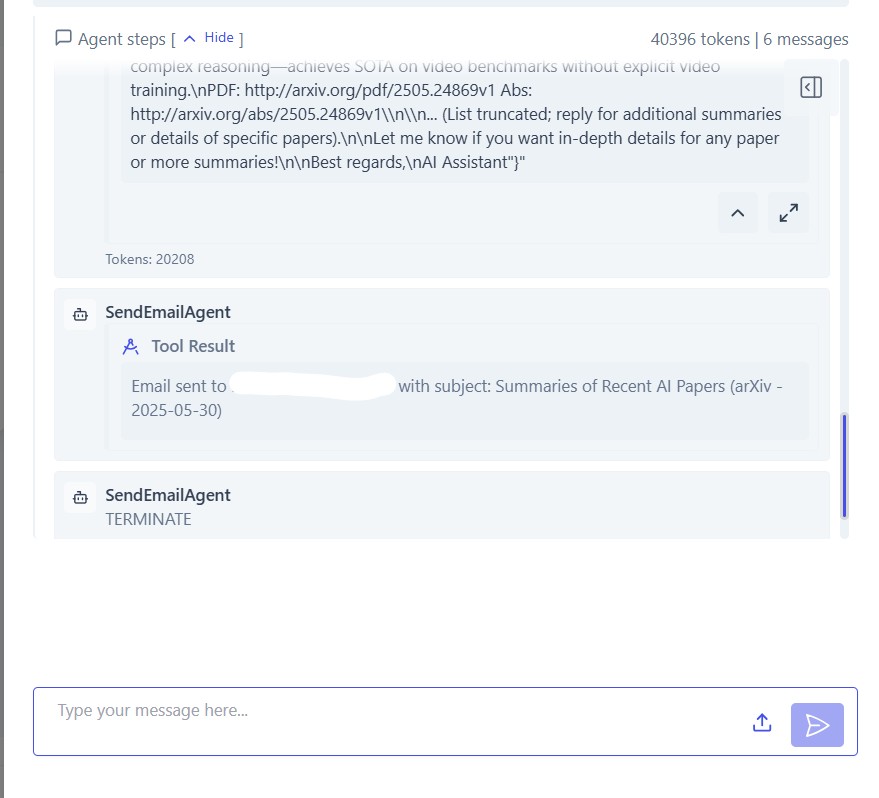 Agent steps [ Hide ]
40396 tokens | 6 messages
complex reasoning—achieves SOTA on video benchmarks without explicit video
training.\nPDF: http://arxiv.org/pdf/2505.24869v1 Abs:
http://arxiv.org/abs/2505.24869v1\\n\\n... (List truncated; reply for additional summaries
or details of specific papers).\n\nLet me know if you want in-depth details for any paper
or more summaries!\n\nBest regards,\nAI Assistant"}"
Tokens: 20208
SendEmailAgent
Tool Result
Email sent to with subject: Summaries of Recent AI Papers (arXiv -
2025-05-30)
SendEmailAgent
TERMINATE
Type your message here...